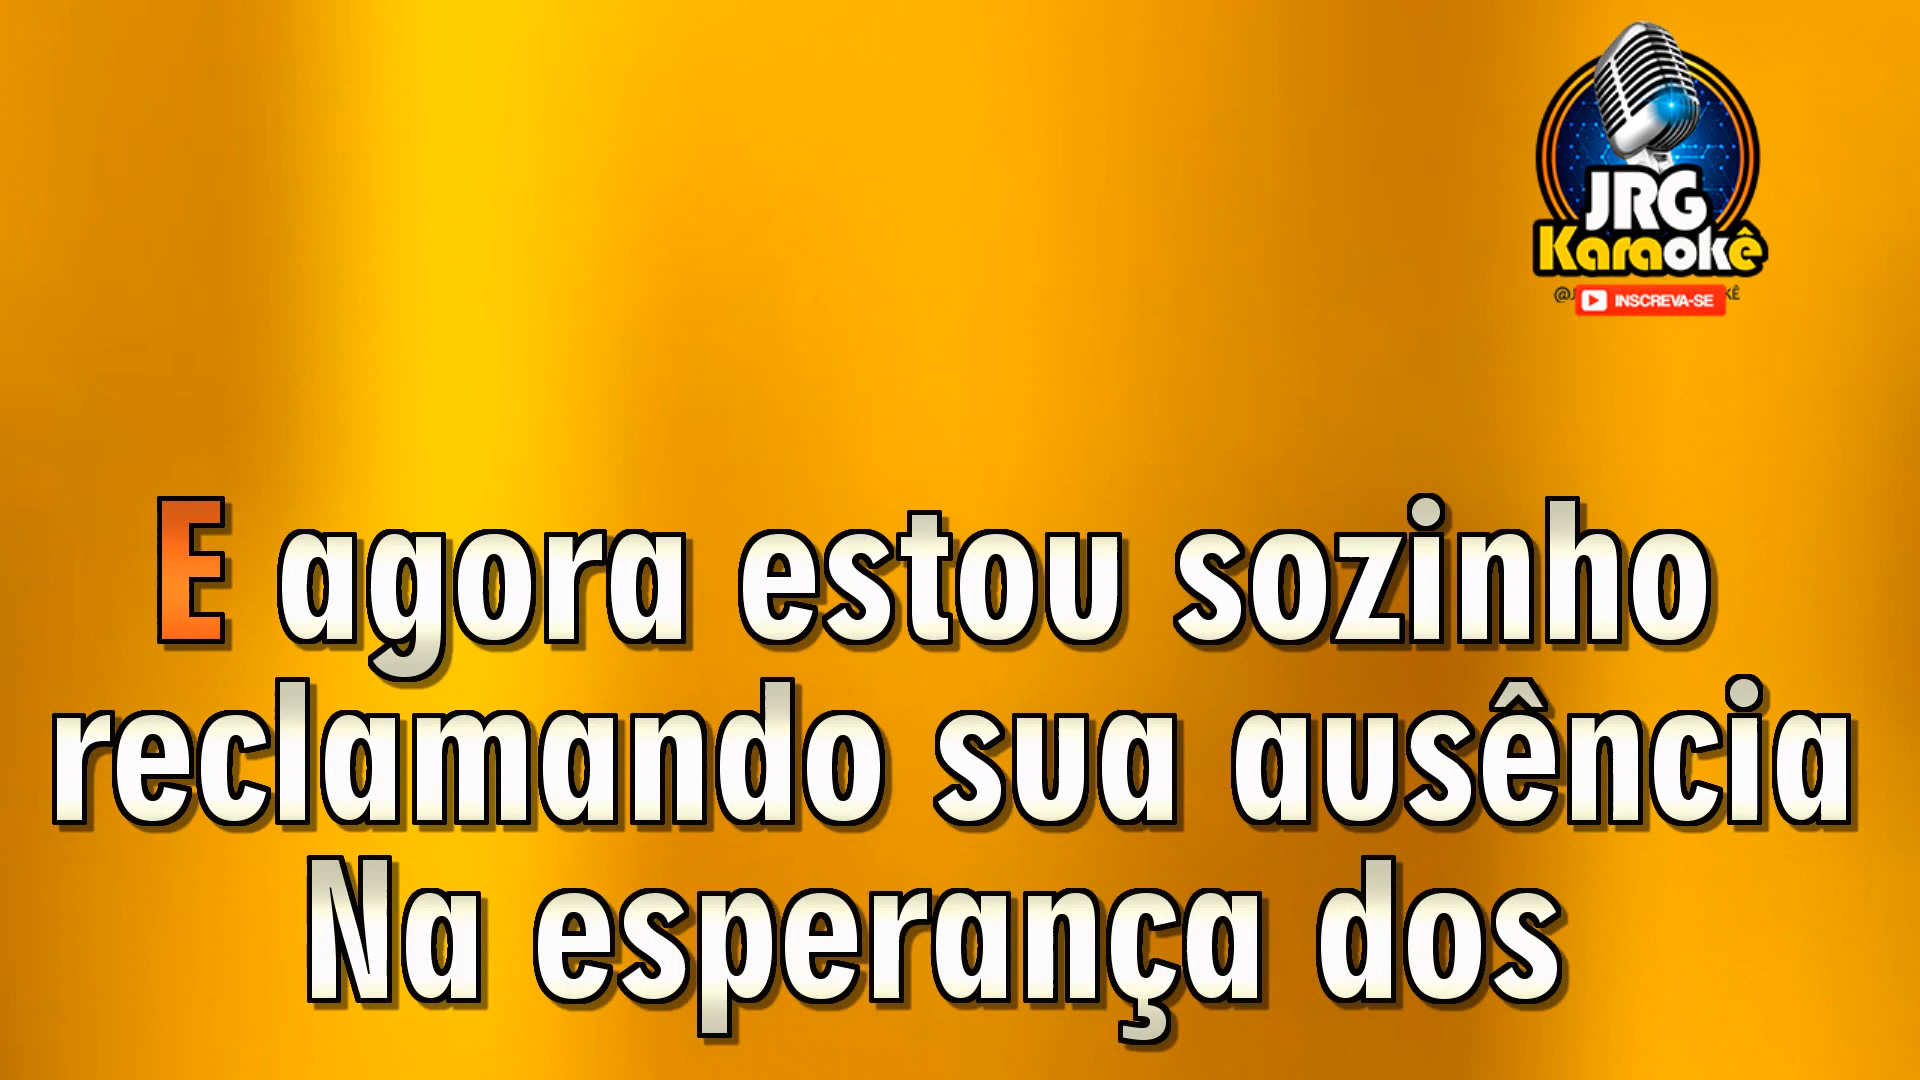 JRG
Karaokê
INSCREVA-SE
E agora estou sozinho
reclamando sua ausência
Na esperança dos